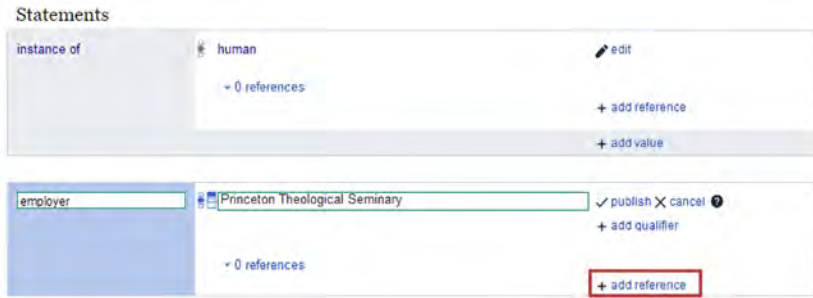 Statements
instance of human edit
0 references
+ add reference
+ add value
employer Princeton Theological Seminary publish cancel ?
+ add qualifier
0 references
+ add reference